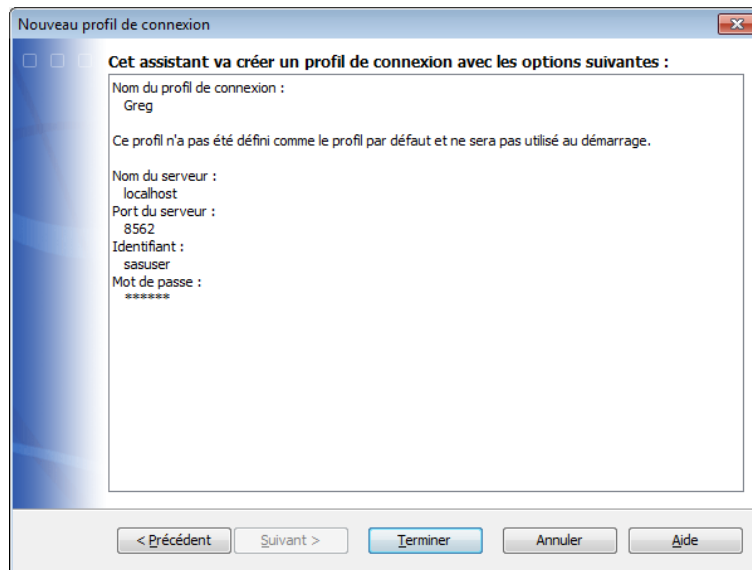 Nouveau profil de connexion
Cet assistant va créer un profil de connexion avec les options suivantes :
Nom du profil de connexion :
Greg
Ce profil n'a pas été défini comme le profil par défaut et ne sera pas utilisé au démarrage.
Nom du serveur :
localhost
Port du serveur :
8562
Identifiant :
sasuser
Mot de passe :
******
< Précédent
Suivant >
Terminer
Annuler
Aide